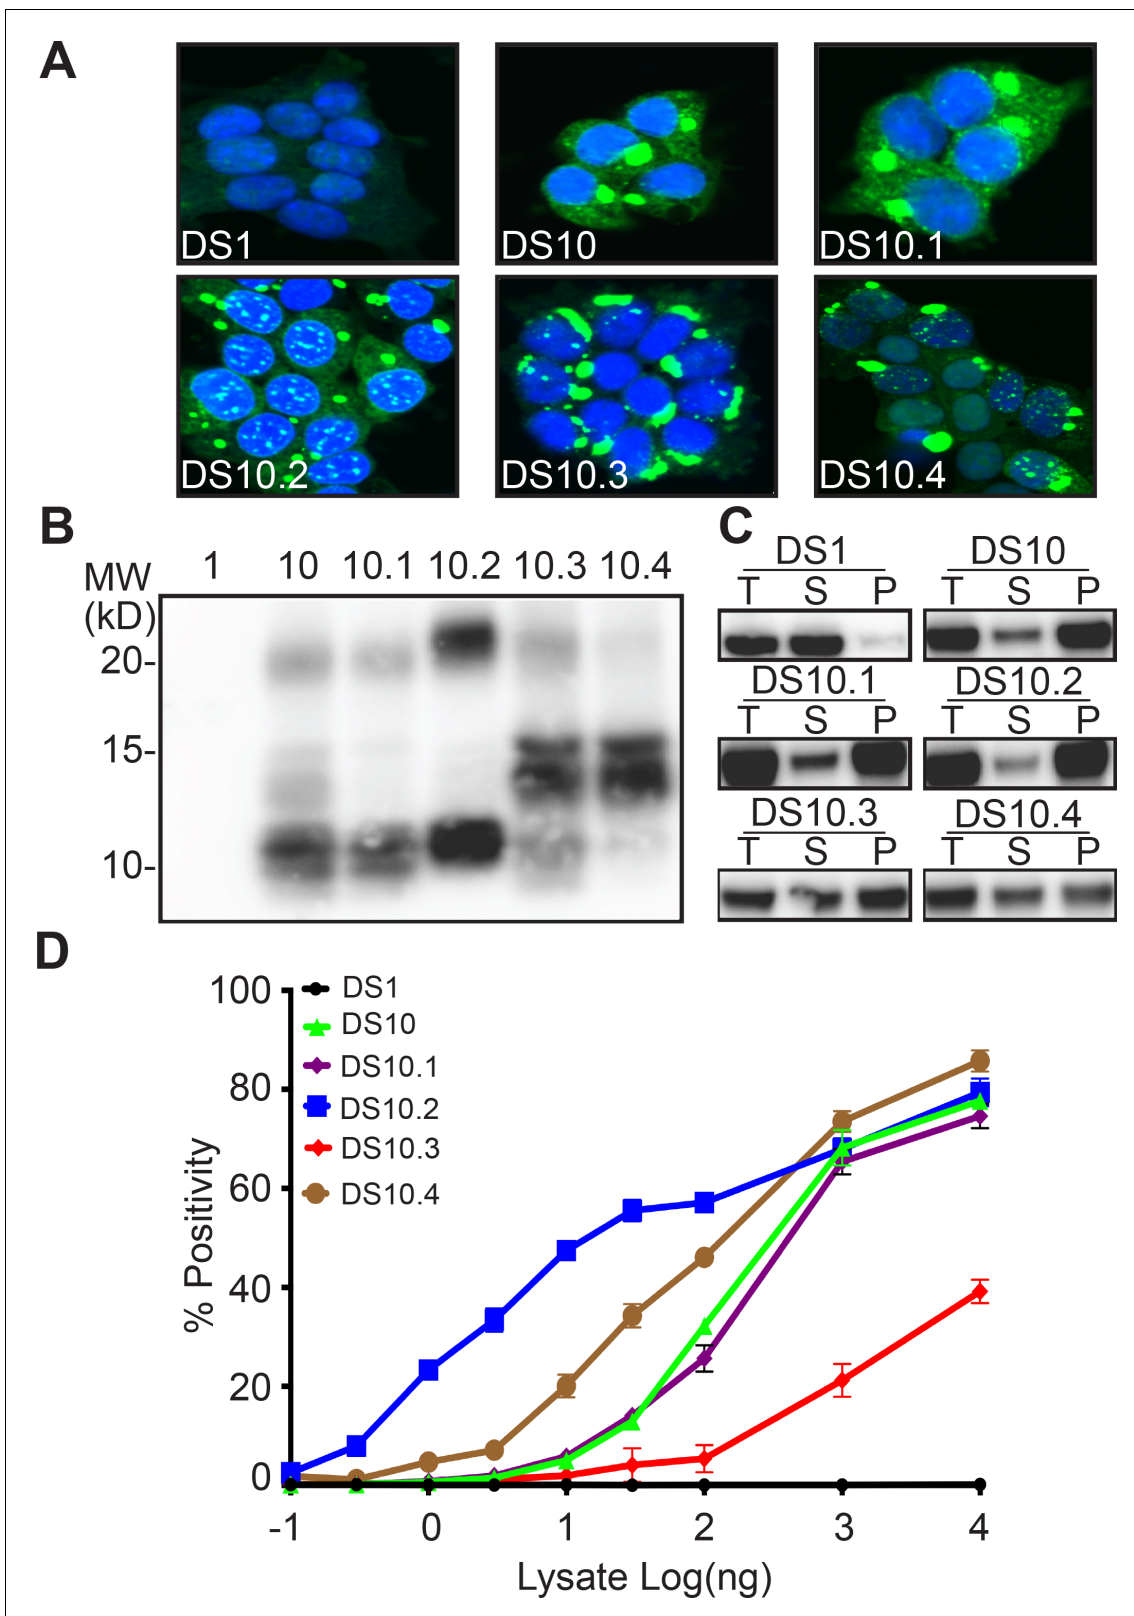 A
DS1
DS10
DS10.1
DS10.2
DS10.3
DS10.4
B
MW
(kD)
1 10 10.1 10.2 10.3 10.4
20-
15-
10-
C
DS1 DS10
T S P T S P
DS10.1 DS10.2
T S P T S P
DS10.3 DS10.4
T S P T S P
D
100
80
60
40
20
0
% Positivity
DS1
DS10
DS10.1
DS10.2
DS10.3
DS10.4
-1 0 1 2 3 4
Lysate Log(ng)